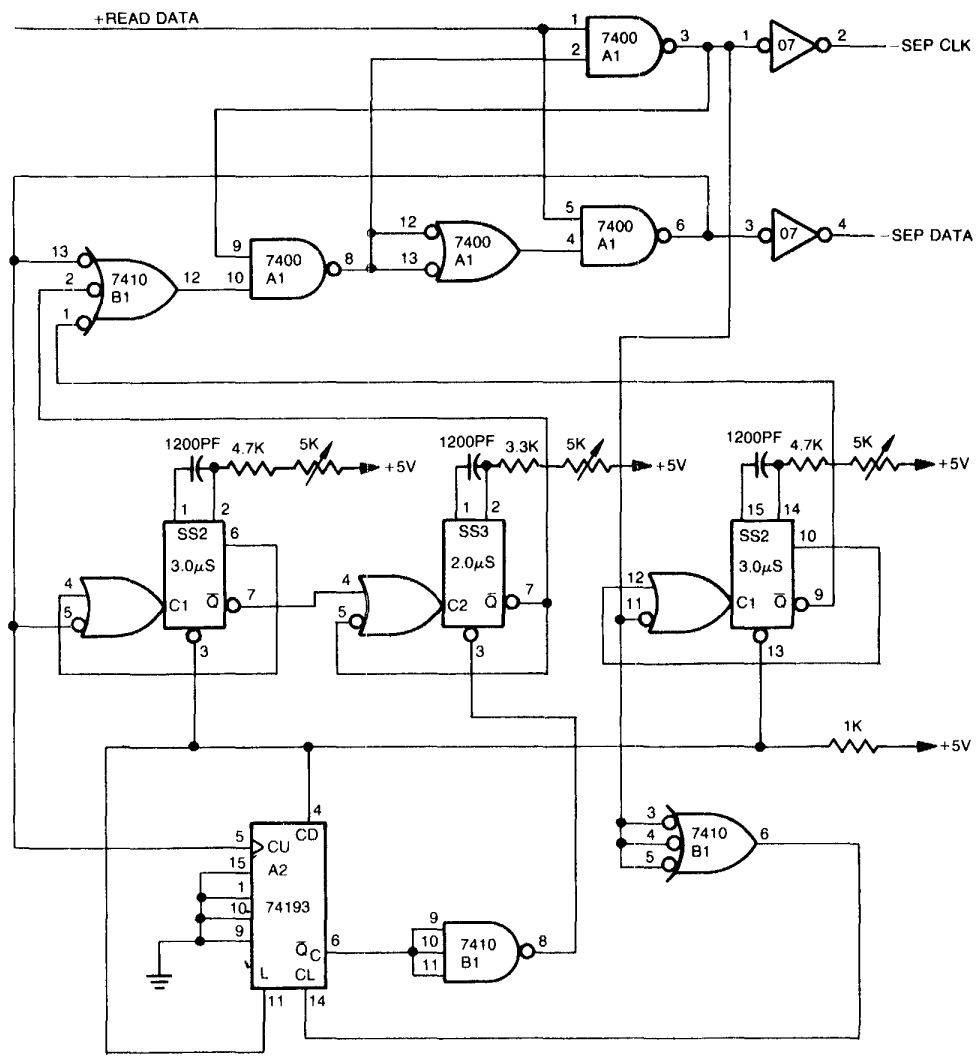 +READ DATA
1
2
7400
A1
3
1
07
2
–SEP CLK
12
13
7400
A1
5
4
7400
A1
6
3
07
4
–SEP DATA
13
2
1
7410
B1
12
9
10
7400
A1
8
1200PF
4.7K
5K
+5V
1
2
SS2
3.0µS
6
4
5
C1
Q̅
7
3
1200PF
3.3K
5K
+5V
1
2
SS3
2.0µS
4
5
C2
Q̅
7
3
1200PF
4.7K
5K
+5V
15
14
SS2
3.0µS
10
12
11
C1
Q̅
9
13
1K
+5V
4
CD
5
CU
15
A2
1
74193
10
9
Q̅C
6
L
CL
11
14
9
10
11
7410
B1
8
3
4
5
7410
B1
6